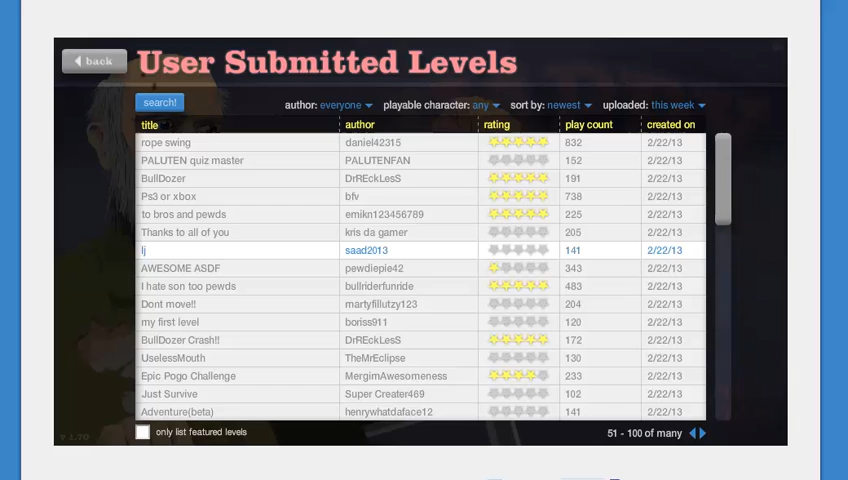 back User Submitted Levels
search! author: everyone playable character: any sort by: newest uploaded: this week
title author rating play count created on
rope swing daniel42315 832 2/22/13
PALUTEN quiz master PALUTENFAN 152 2/22/13
BullDozer DrREckLesS 191 2/22/13
Ps3 or xbox bfv 738 2/22/13
to bros and pewds emikn123456789 225 2/22/13
Thanks to all of you kris da gamer 205 2/22/13
lj saad2013 141 2/22/13
AWESOME ASDF pewdiepie42 343 2/22/13
I hate son too pewds bullriderfunride 483 2/22/13
Dont move!! martyfillutzy123 204 2/22/13
my first level boriss911 120 2/22/13
BullDozer Crash!! DrREckLesS 172 2/22/13
UselessMouth TheMrEclipse 130 2/22/13
Epic Pogo Challenge MergimAwesomeness 233 2/22/13
Just Survive Super Creater469 102 2/22/13
Adventure(beta) henrywhatdaface12 141 2/22/13
only list featured levels 51 - 100 of many
v 1.70